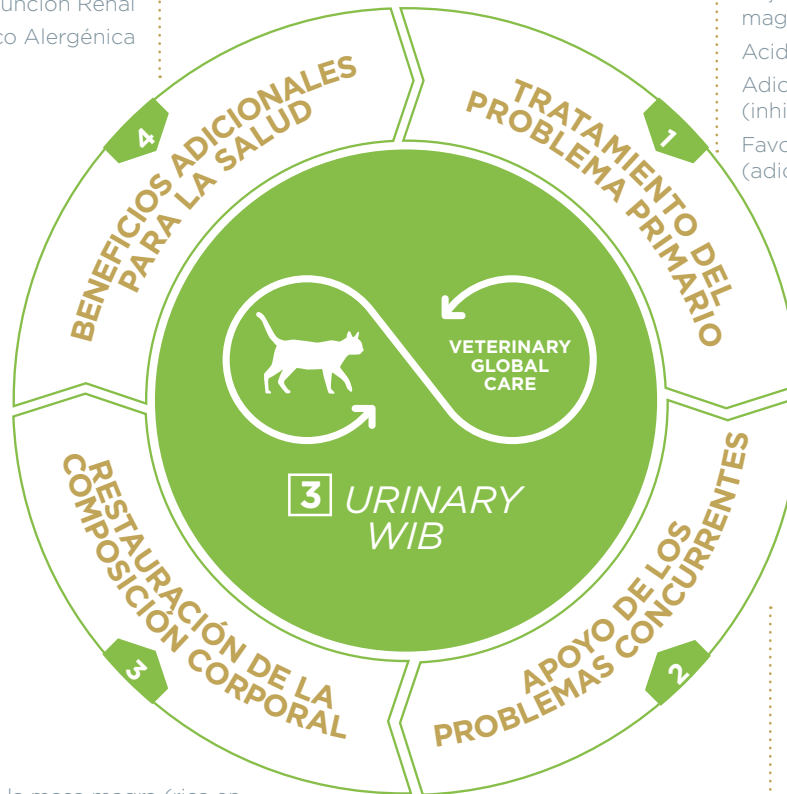 unción Renal
o Alergénica
mag
Acid
Adic
(inhi
Favo
(adic
4
BENEFICIOS ADICIONALES
PARA LA SALUD
1
TRATAMIENTO DEL
PROBLEMA PRIMARIO
VETERINARY
GLOBAL
CARE
3 URINARY
WIB
3
RESTAURACIÓN DE LA
COMPOSICIÓN CORPORAL
2
APOYO DE LOS
PROBLEMAS CONCURRENTES